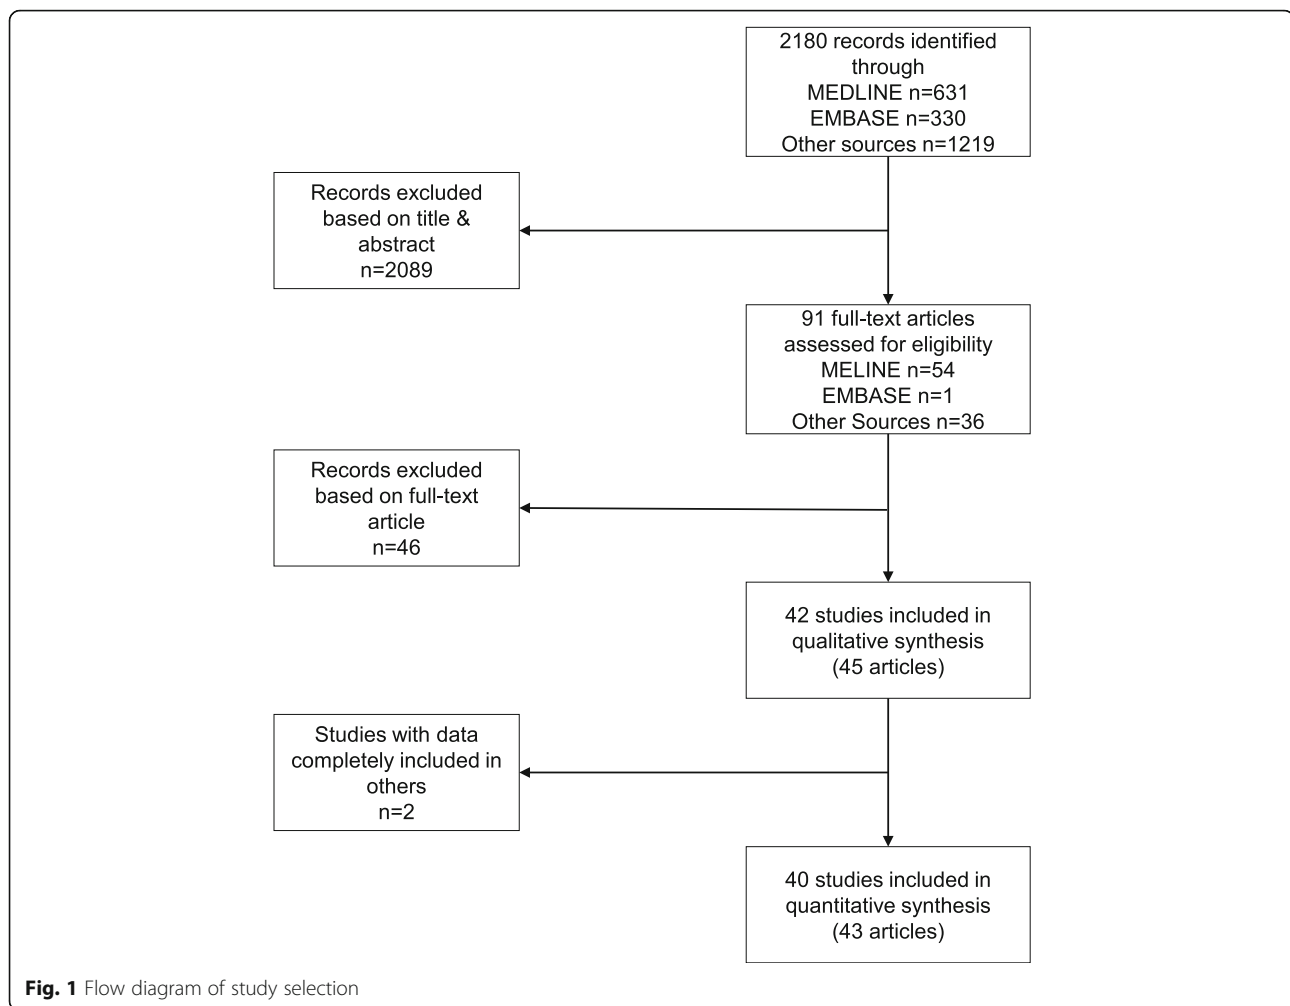 2180 records identified
through
MEDLINE n=631
EMBASE n=330
Other sources n=1219
Records excluded
based on title &
abstract
n=2089
91 full-text articles
assessed for eligibility
MELINE n=54
EMBASE n=1
Other Sources n=36
Records excluded
based on full-text
article
n=46
42 studies included in
qualitative synthesis
(45 articles)
Studies with data
completely included in
others
n=2
40 studies included in
quantitative synthesis
(43 articles)
Fig. 1 Flow diagram of study selection